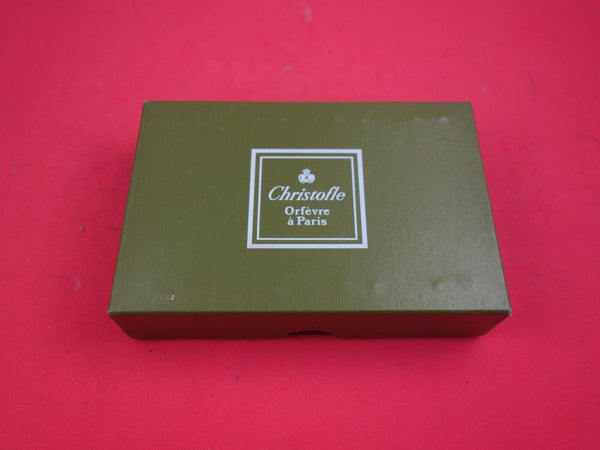 Christofle
Orfèvre
à Paris